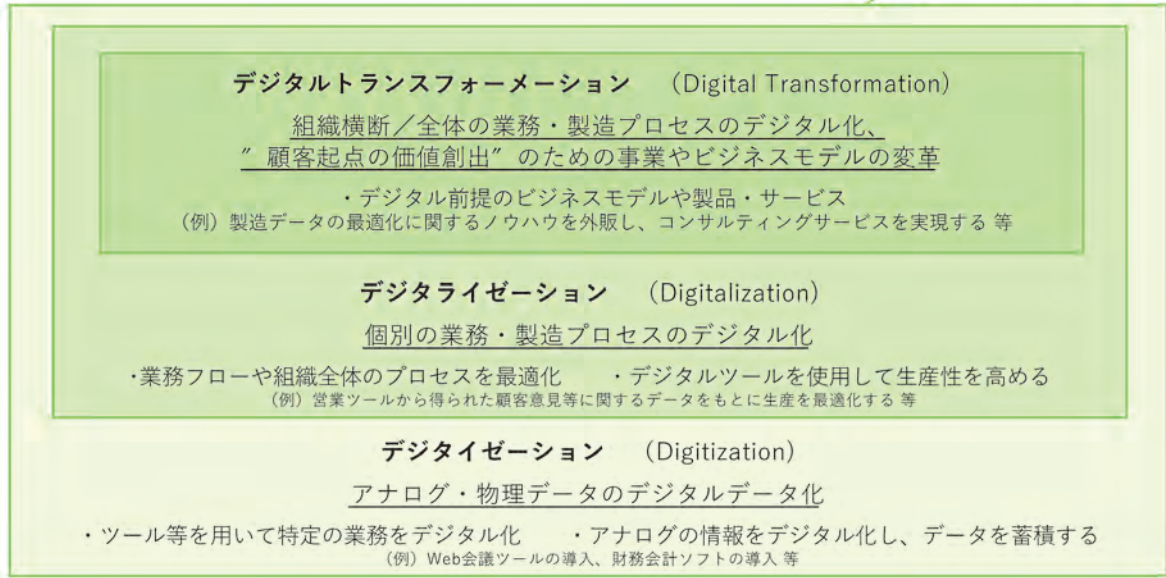 デジタルトランスフォーメーション （Digital Transformation）
組織横断／全体の業務・製造プロセスのデジタル化、
”顧客起点の価値創出”のための事業やビジネスモデルの変革
・デジタル前提のビジネスモデルや製品・サービス
（例）製造データの最適化に関するノウハウを外販し、コンサルティングサービスを実現する 等
デジタライゼーション （Digitalization）
個別の業務・製造プロセスのデジタル化
・業務フローや組織全体のプロセスを最適化 ・デジタルツールを使用して生産性を高める
（例）営業ツールから得られた顧客意見等に関するデータをもとに生産を最適化する 等
デジタイゼーション （Digitization）
アナログ・物理データのデジタルデータ化
・ツール等を用いて特定の業務をデジタル化 ・アナログの情報をデジタル化し、データを蓄積する
（例）Web会議ツールの導入、財務会計ソフトの導入 等